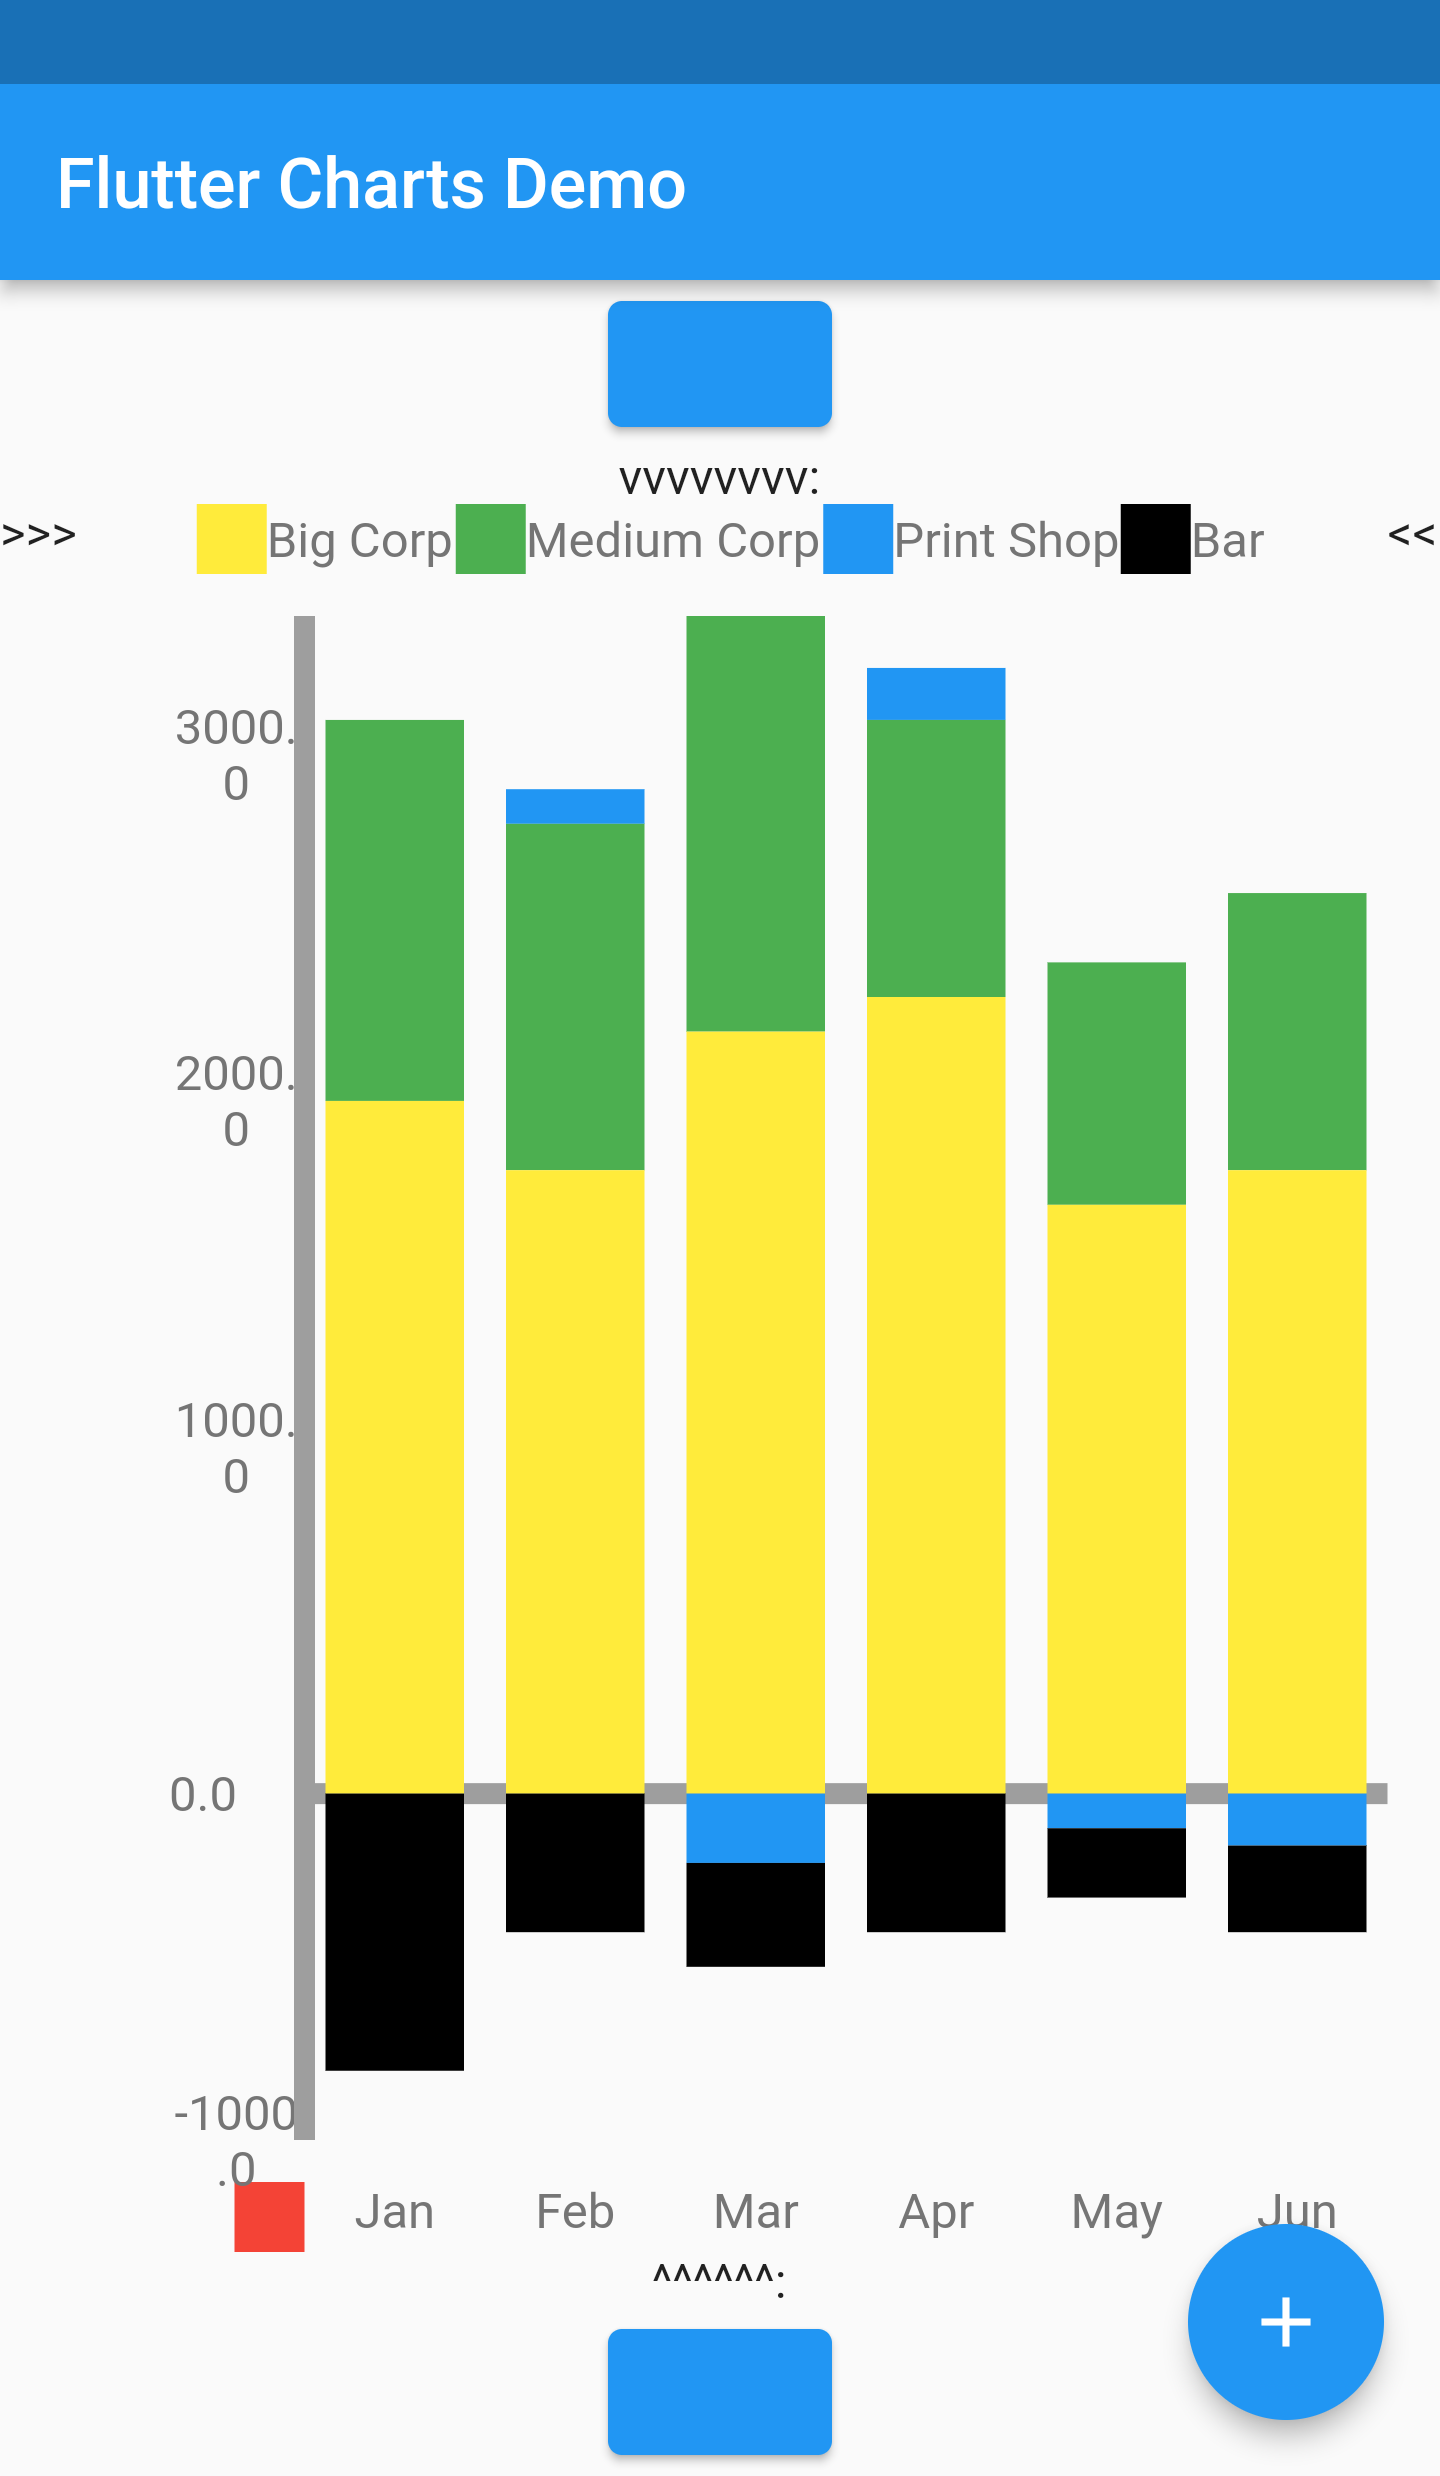 Flutter Charts Demo
vvvvvvvv:
>>> Big Corp Medium Corp Print Shop Bar <<
3000.
0
2000.
0
1000.
0
0.0
-1000
.0
Jan Feb Mar Apr May Jun
^^^^^^:
+